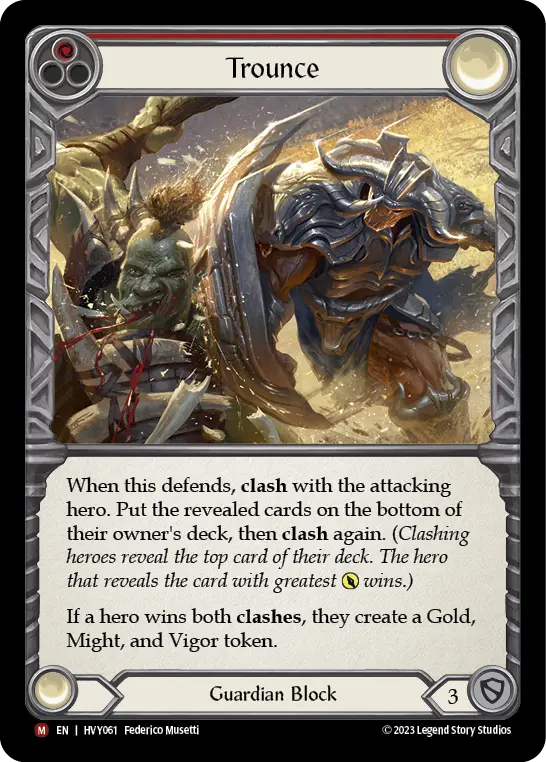 Trounce
When this defends, clash with the attacking
hero. Put the revealed cards on the bottom of
their owner's deck, then clash again. (Clashing
heroes reveal the top card of their deck. The hero
that reveals the card with greatest wins.)
If a hero wins both clashes, they create a Gold,
Might, and Vigor token.
Guardian Block
3
M EN | HVY061 Federico Musetti
© 2023 Legend Story Studios